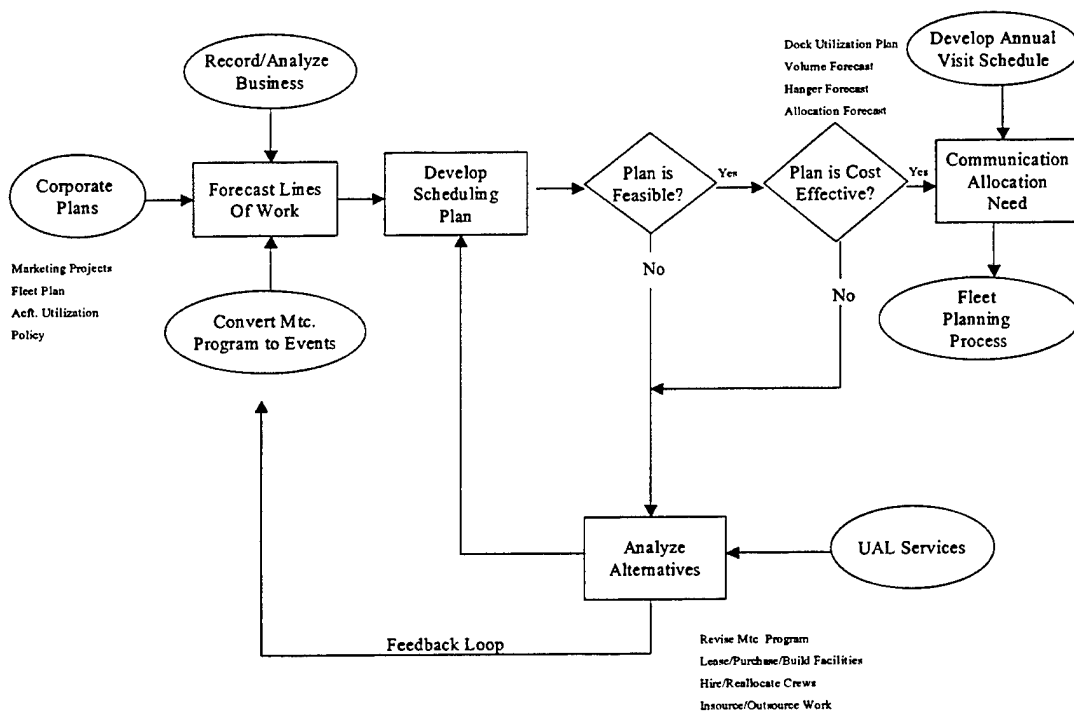 Record/Analyze
Business
Dock Utilization Plan
Volume Forecast
Hanger Forecast
Allocation Forecast
Develop Annual
Visit Schedule
Corporate
Plans
Forecast Lines
Of Work
Develop
Scheduling
Plan
Plan is
Feasible?
Yes
Plan is Cost
Effective?
Yes
Communication
Allocation
Need
Marketing Projects
Fleet Plan
Acft. Utilization
Policy
Convert Mtc.
Program to Events
No
No
Fleet
Planning
Process
Analyze
Alternatives
UAL Services
Feedback Loop
Revise Mtc Program
Lease/Purchase/Build Facilities
Hire/Reallocate Crews
Insource/Outsource Work